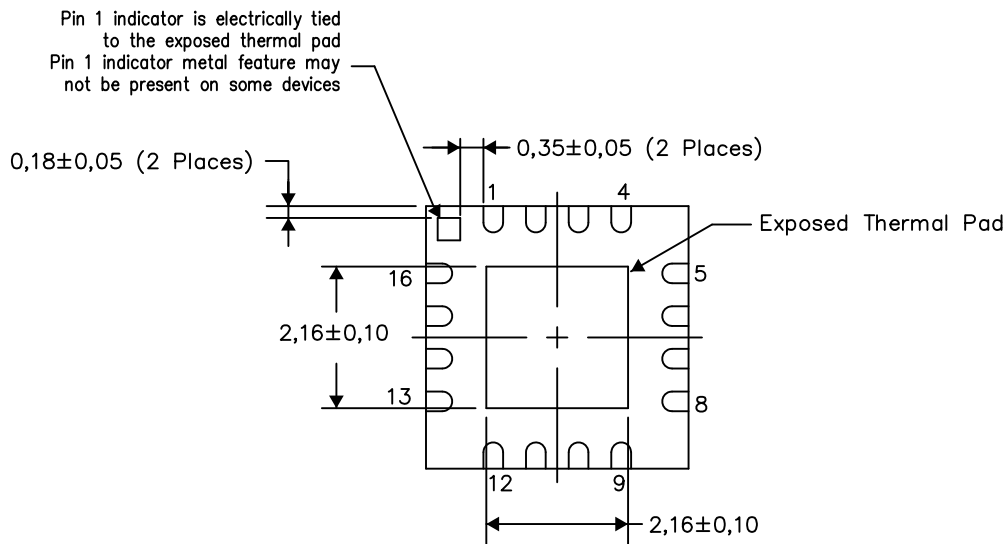 Pin 1 indicator is electrically tied
to the exposed thermal pad
Pin 1 indicator metal feature may
not be present on some devices
0,18±0,05 (2 Places)
0,35±0,05 (2 Places)
1
4
Exposed Thermal Pad
16
5
2,16±0,10
13
8
12
9
2,16±0,10